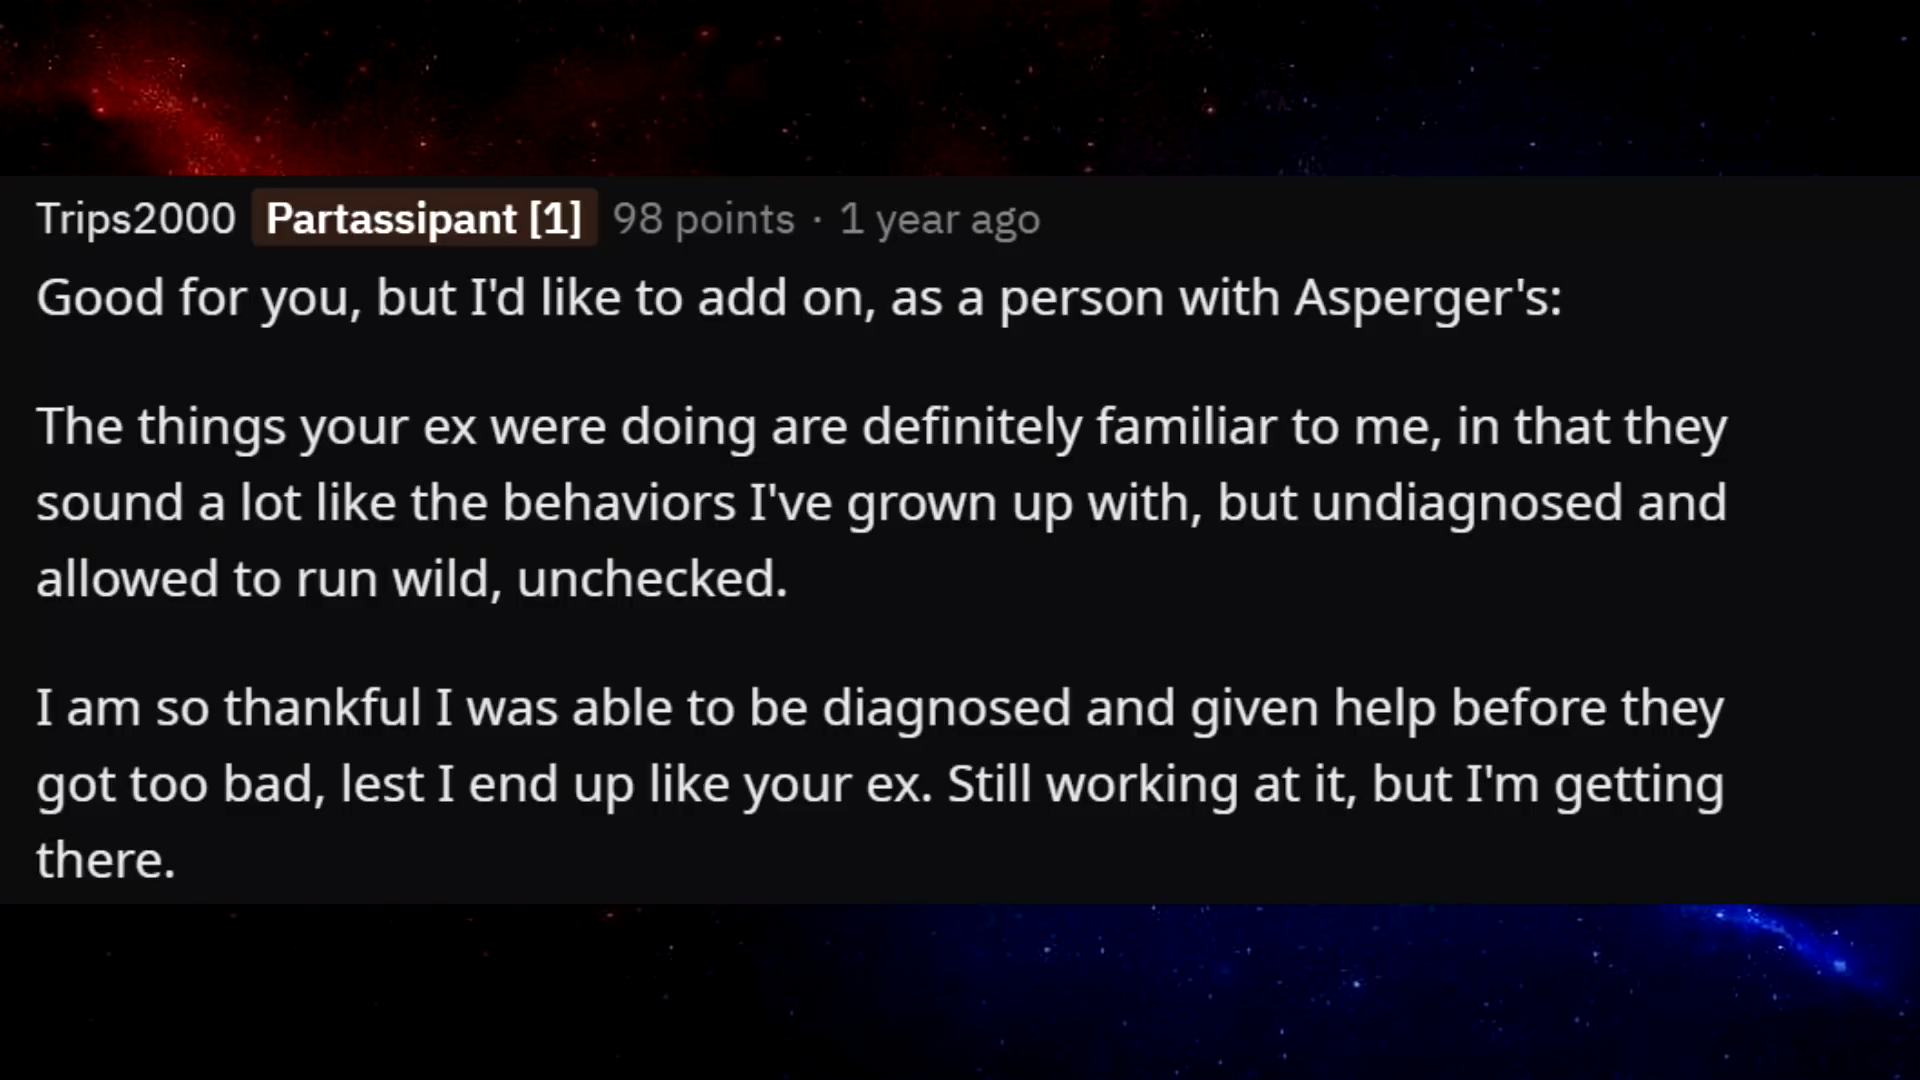 Trips2000 Partassipant [1] 98 points · 1 year ago
Good for you, but I'd like to add on, as a person with Asperger's:
The things your ex were doing are definitely familiar to me, in that they
sound a lot like the behaviors I've grown up with, but undiagnosed and
allowed to run wild, unchecked.
I am so thankful I was able to be diagnosed and given help before they
got too bad, lest I end up like your ex. Still working at it, but I'm getting
there.